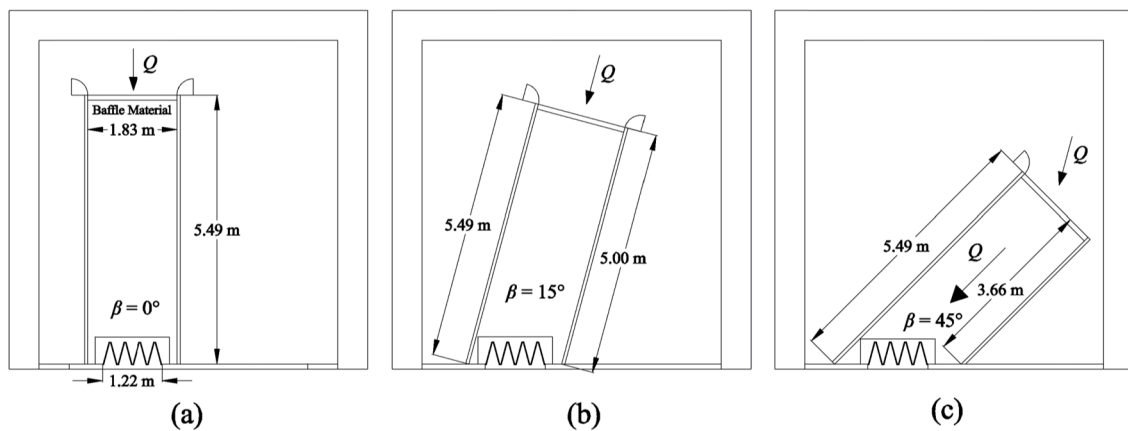 Q
Baffle Material
1.83 m
5.49 m
β = 0°
1.22 m
(a)
Q
5.49 m
5.00 m
β = 15°
(b)
Q
5.49 m
Q
3.66 m
β = 45°
(c)